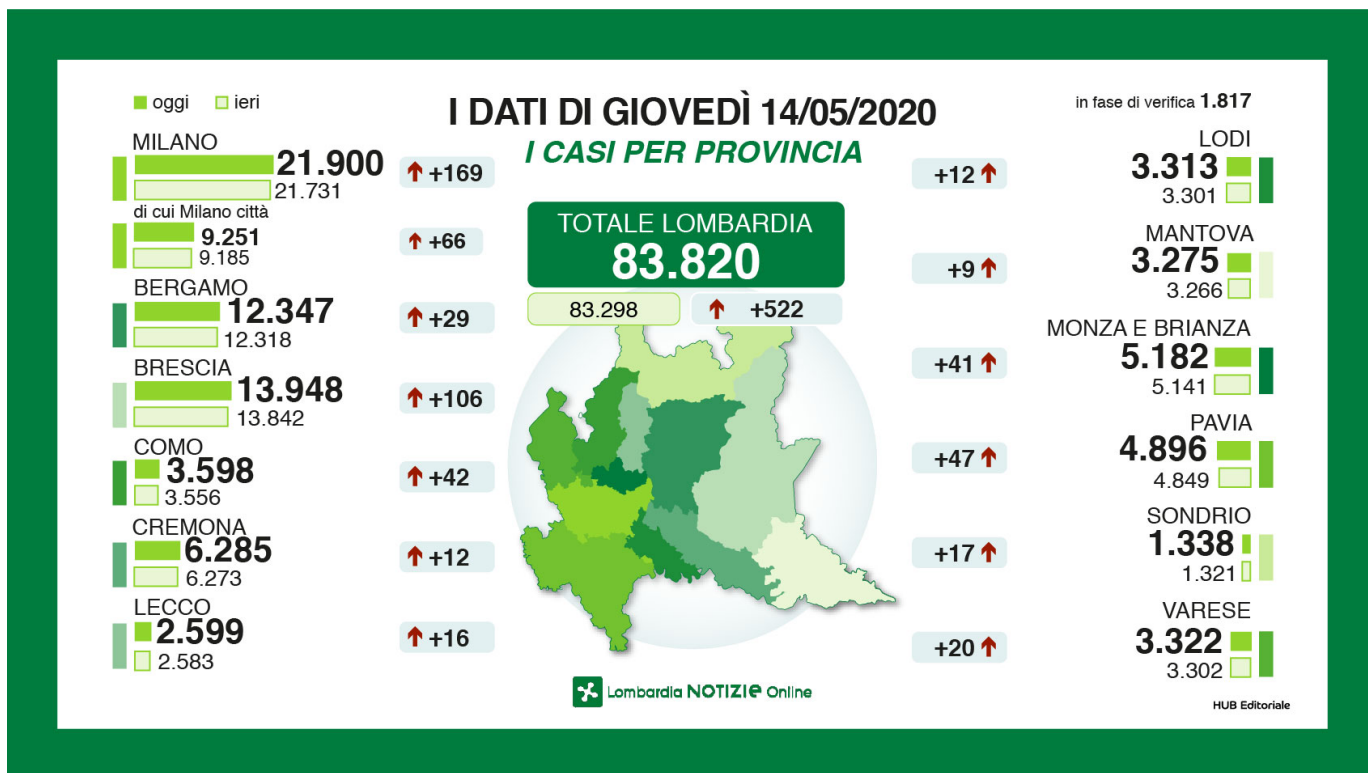 oggi
ieri
I DATI DI GIOVEDÌ 14/05/2020
I CASI PER PROVINCIA
in fase di verifica 1.817
MILANO
21.900
21.731
+169
di cui Milano città
9.251
9.185
+66
BERGAMO
12.347
12.318
+29
BRESCIA
13.948
13.842
+106
COMO
3.598
3.556
+42
CREMONA
6.285
6.273
+12
LECCO
2.599
2.583
+16
TOTALE LOMBARDIA
83.820
83.298
+522
LODI
+12
3.313
3.301
MANTOVA
+9
3.275
3.266
MONZA E BRIANZA
+41
5.182
5.141
PAVIA
+47
4.896
4.849
SONDRIO
+17
1.338
1.321
VARESE
+20
3.322
3.302
Lombardia NOTIZIe Online
HUB Editoriale